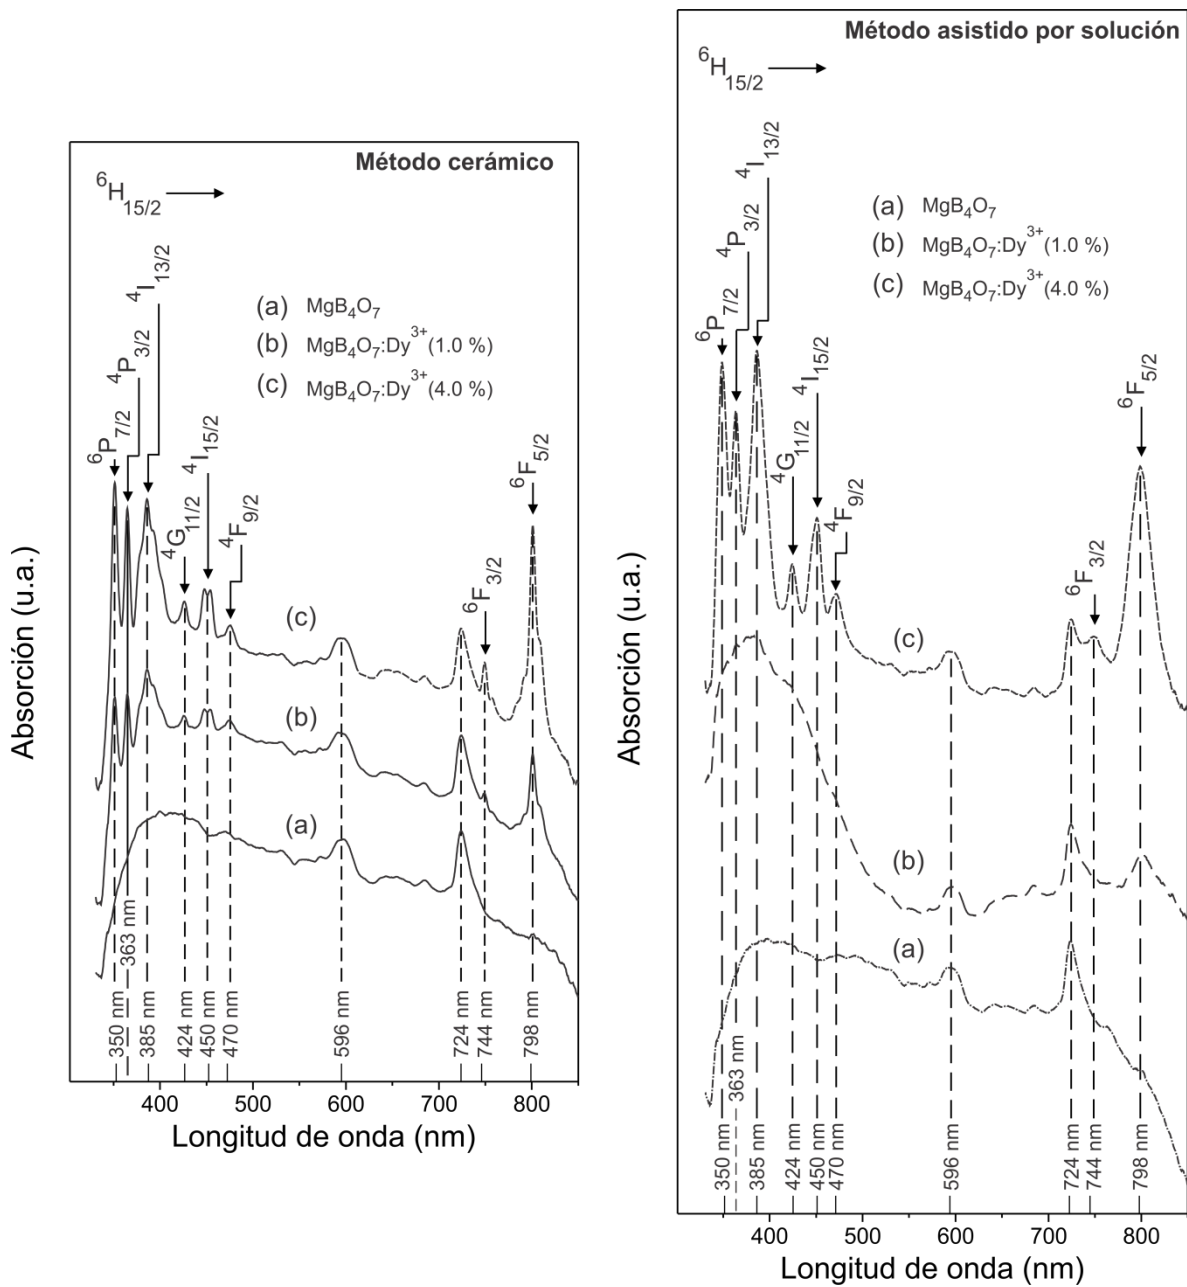 Método cerámico
⁶H₁₅/₂
⁶P₇/₂
⁴P₃/₂
⁴I₁₃/₂
⁴G₁₁/₂
⁴I₁₅/₂
⁴F₉/₂
⁶F₃/₂
⁶F₅/₂
(a) MgB₄O₇
(b) MgB₄O₇:Dy³⁺(1.0 %)
(c) MgB₄O₇:Dy³⁺(4.0 %)
(c)
(b)
(a)
350 nm
363 nm
385 nm
424 nm
450 nm
470 nm
596 nm
724 nm
744 nm
798 nm
400 500 600 700 800
Longitud de onda (nm)
Absorción (u.a.)
Método asistido por solución
⁶H₁₅/₂
⁶P₇/₂
⁴P₃/₂
⁴I₁₃/₂
⁴G₁₁/₂
⁴I₁₅/₂
⁴F₉/₂
⁶F₃/₂
⁶F₅/₂
(a) MgB₄O₇
(b) MgB₄O₇:Dy³⁺(1.0 %)
(c) MgB₄O₇:Dy³⁺(4.0 %)
(c)
(b)
(a)
350 nm
363 nm
385 nm
424 nm
450 nm
470 nm
596 nm
724 nm
744 nm
798 nm
400 500 600 700 800
Longitud de onda (nm)
Absorción (u.a.)